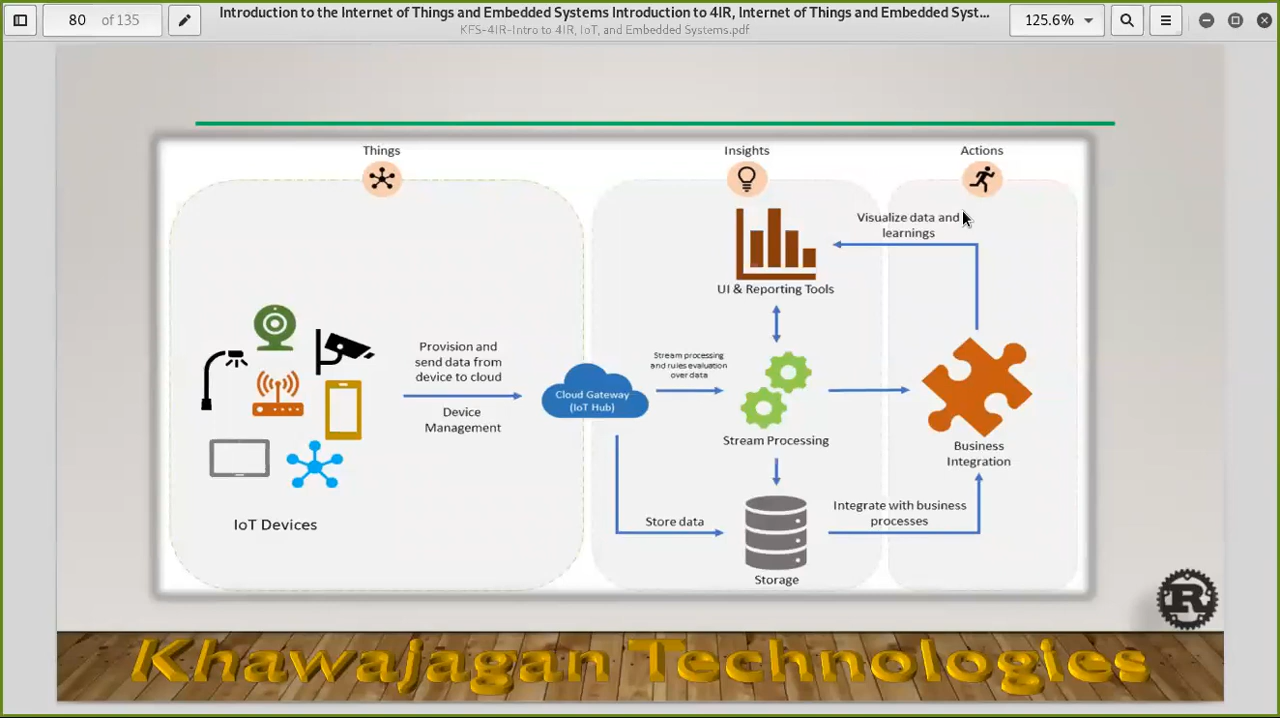 80 of 135
Introduction to the Internet of Things and Embedded Systems Introduction to 4IR, Internet of Things and Embedded Syst...
KFS-4IR-Intro to 4IR, IoT, and Embedded Systems.pdf
125.6%
Things
Insights
Actions
Visualize data and
learnings
UI & Reporting Tools
Provision and
send data from
device to cloud
Device
Management
Cloud Gateway
(IoT Hub)
Stream processing
and rules evaluation
over data
Stream Processing
Business
Integration
IoT Devices
Store data
Integrate with business
processes
Storage
R
Khawajagan Technologies